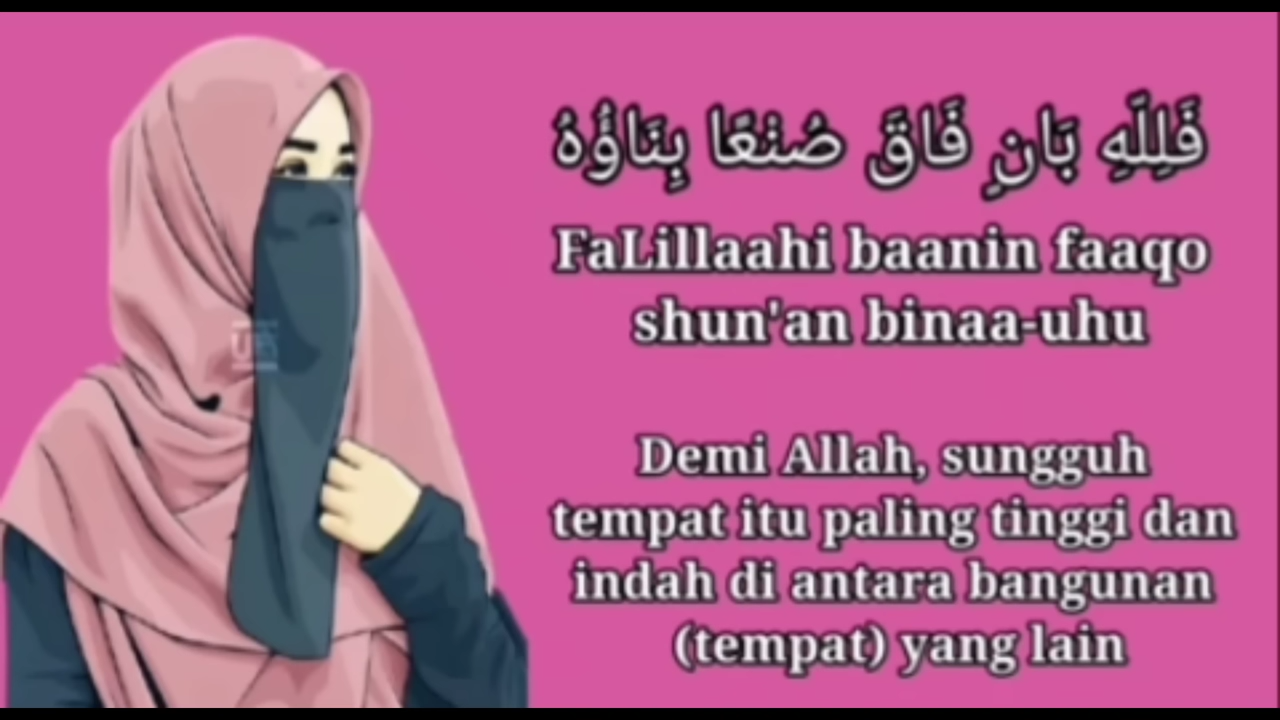 فَلِلَّهِ بَانٍ فَاقَ صُنْعًا بِنَاؤُهُ
FaLillaahi baanin faaqo
shun'an binaa-uhu
Demi Allah, sungguh
tempat itu paling tinggi dan
indah di antara bangunan
(tempat) yang lain